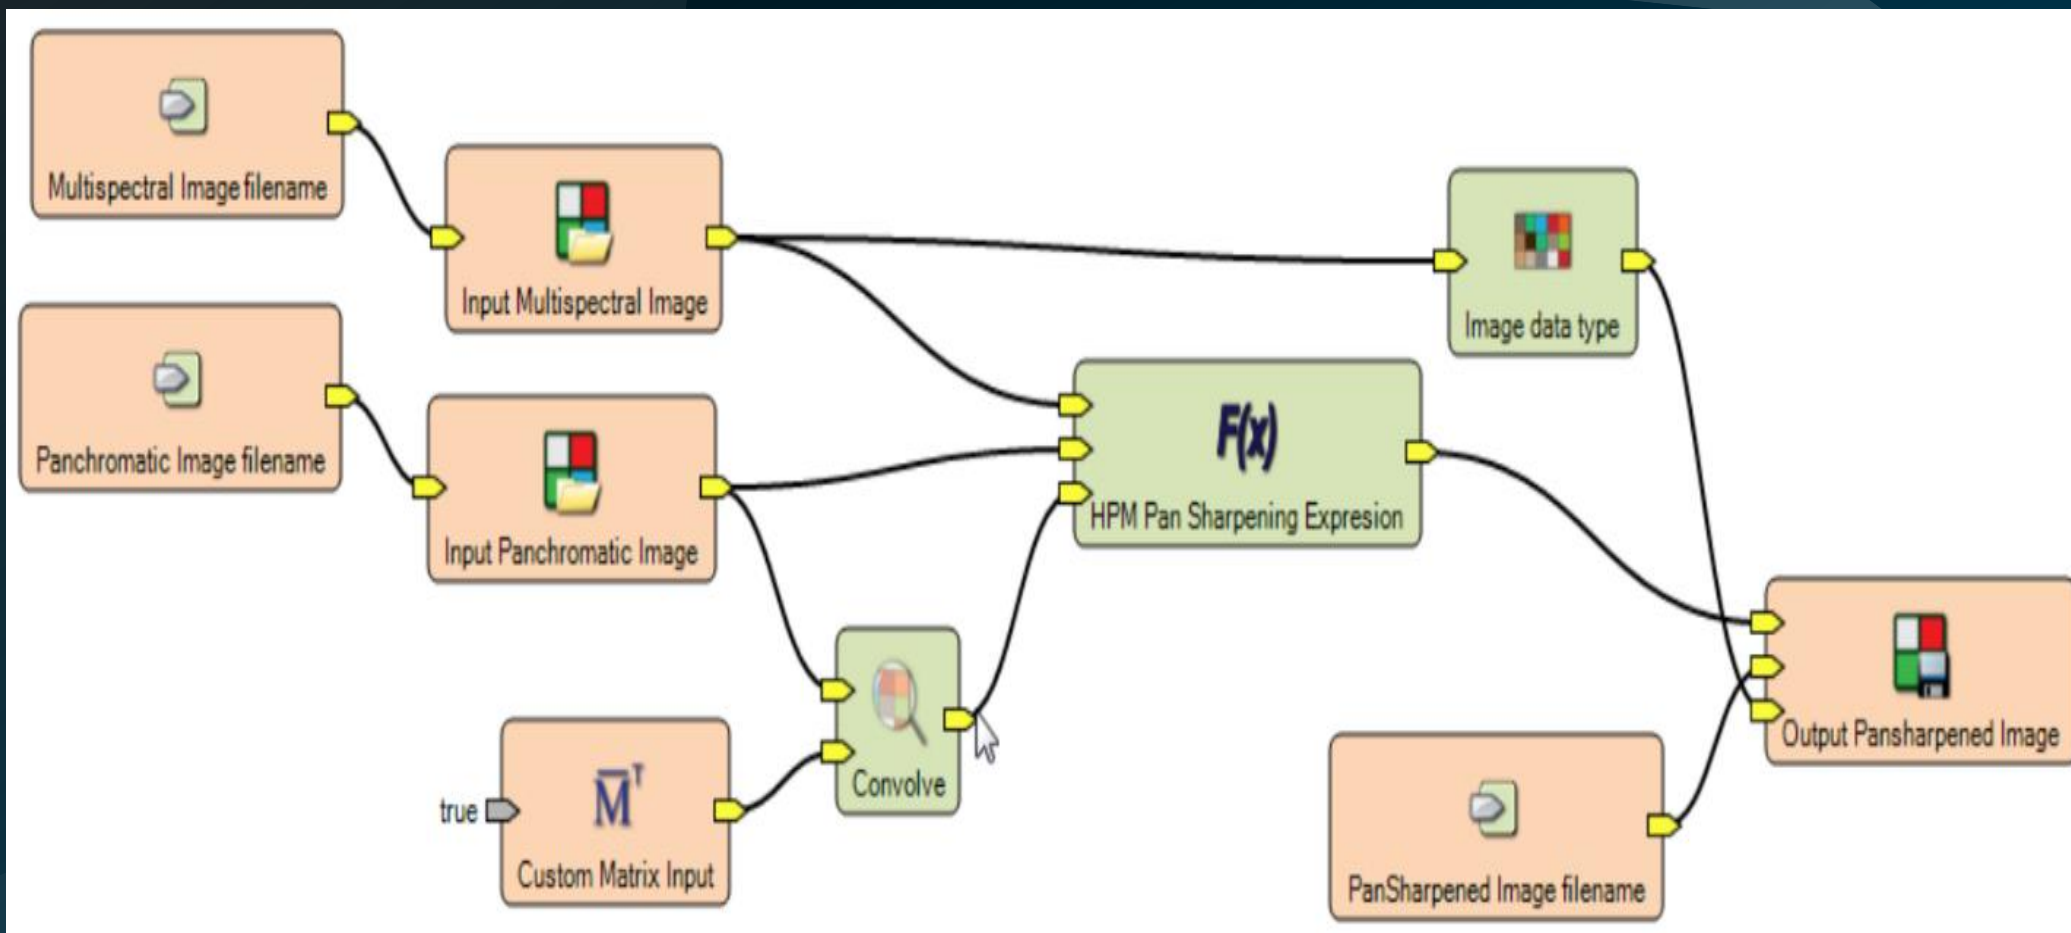 Multispectral Image filename
Input Multispectral Image
Image data type
Panchromatic Image filename
Input Panchromatic Image
F(x)
HPM Pan Sharpening Expresion
Output Pansharpened Image
true
M̅ᵀ
Custom Matrix Input
Convolve
PanSharpened Image filename